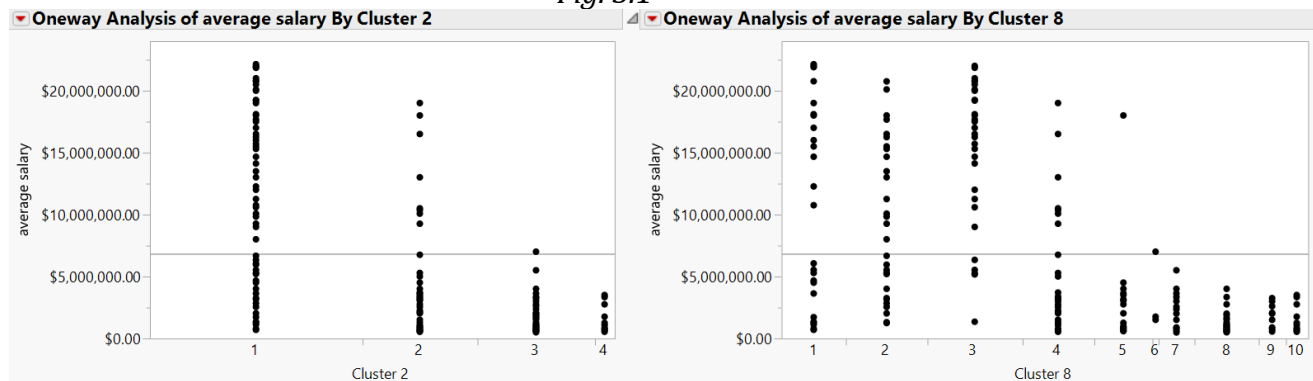 Fig. 3.1
Oneway Analysis of average salary By Cluster 2
$20,000,000.00
$15,000,000.00
$10,000,000.00
$5,000,000.00
$0.00
average salary
1 2 3 4
Cluster 2
Oneway Analysis of average salary By Cluster 8
$20,000,000.00
$15,000,000.00
$10,000,000.00
$5,000,000.00
$0.00
average salary
1 2 3 4 5 6 7 8 9 10
Cluster 8